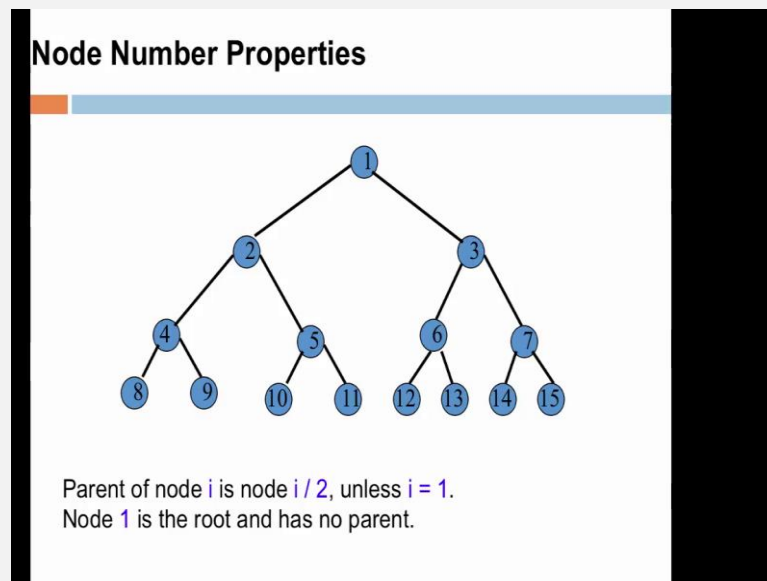 Node Number Properties
1
2 3
4 5 6 7
8 9 10 11 12 13 14 15
Parent of node i is node i / 2, unless i = 1.
Node 1 is the root and has no parent.